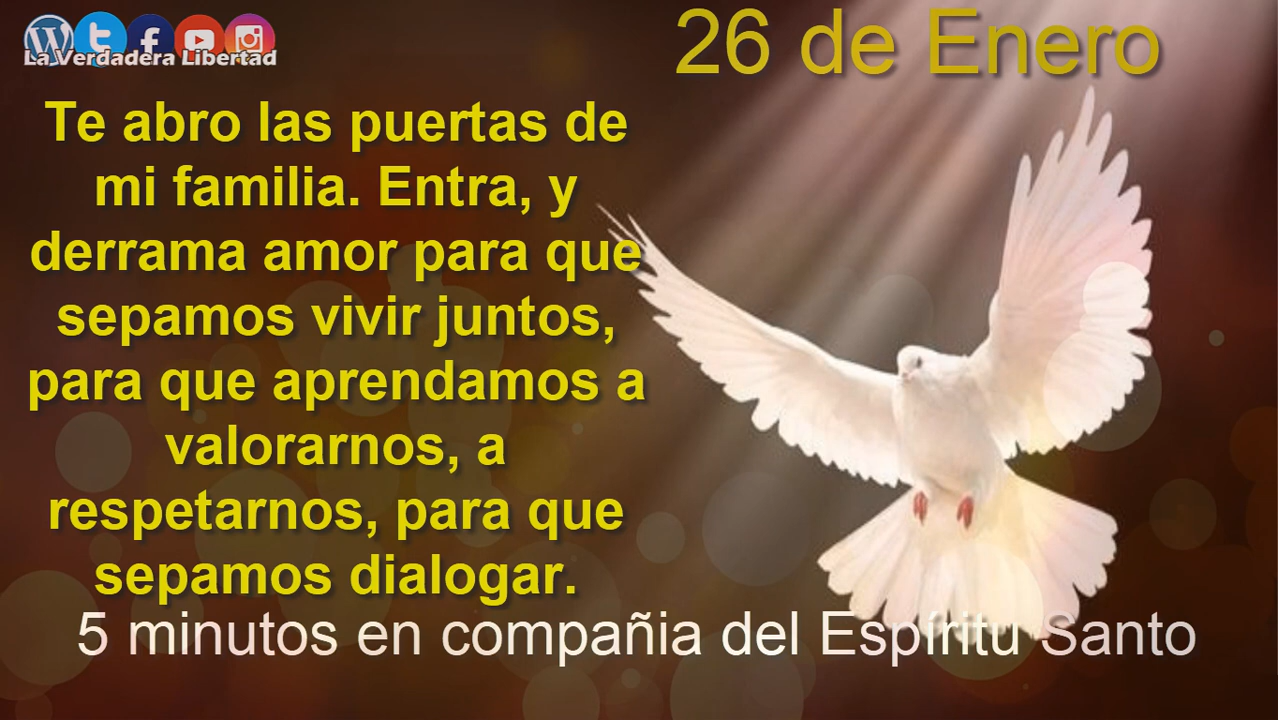 La Verdadera Libertad
26 de Enero
Te abro las puertas de
mi familia. Entra, y
derrama amor para que
sepamos vivir juntos,
para que aprendamos a
valorarnos, a
respetarnos, para que
sepamos dialogar.
5 minutos en compañia del Espíritu Santo